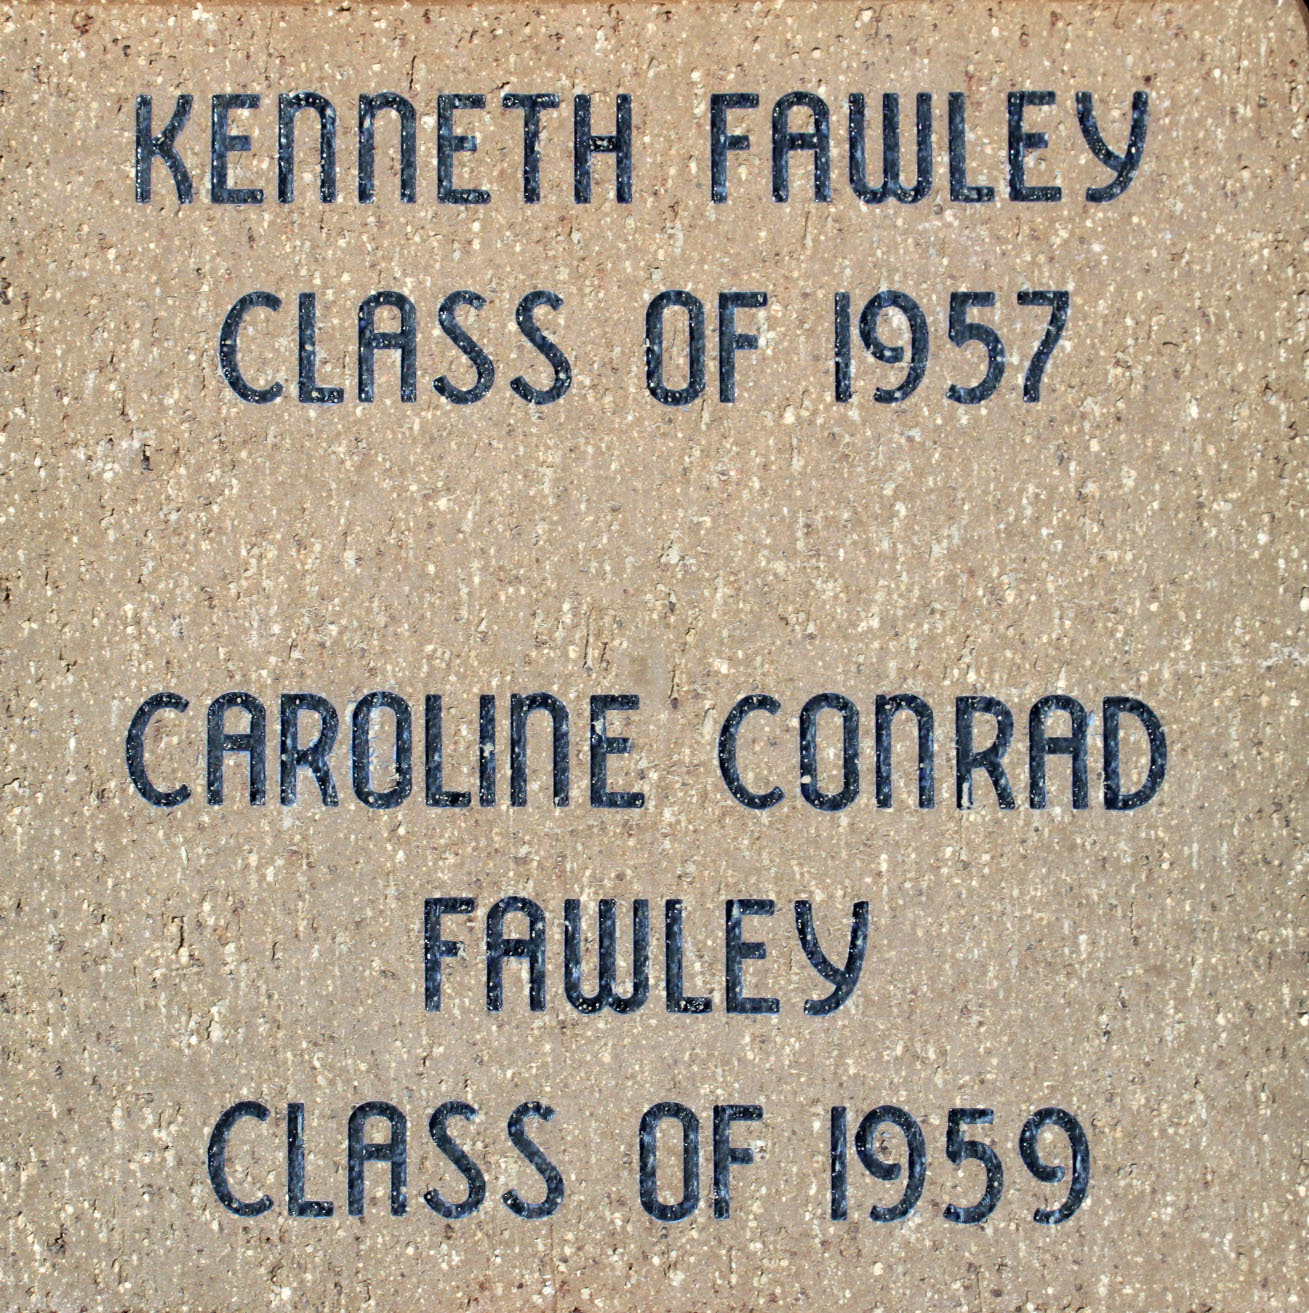 KENNETH FAWLEY
CLASS OF 1957
CAROLINE CONRAD
FAWLEY
CLASS OF 1959